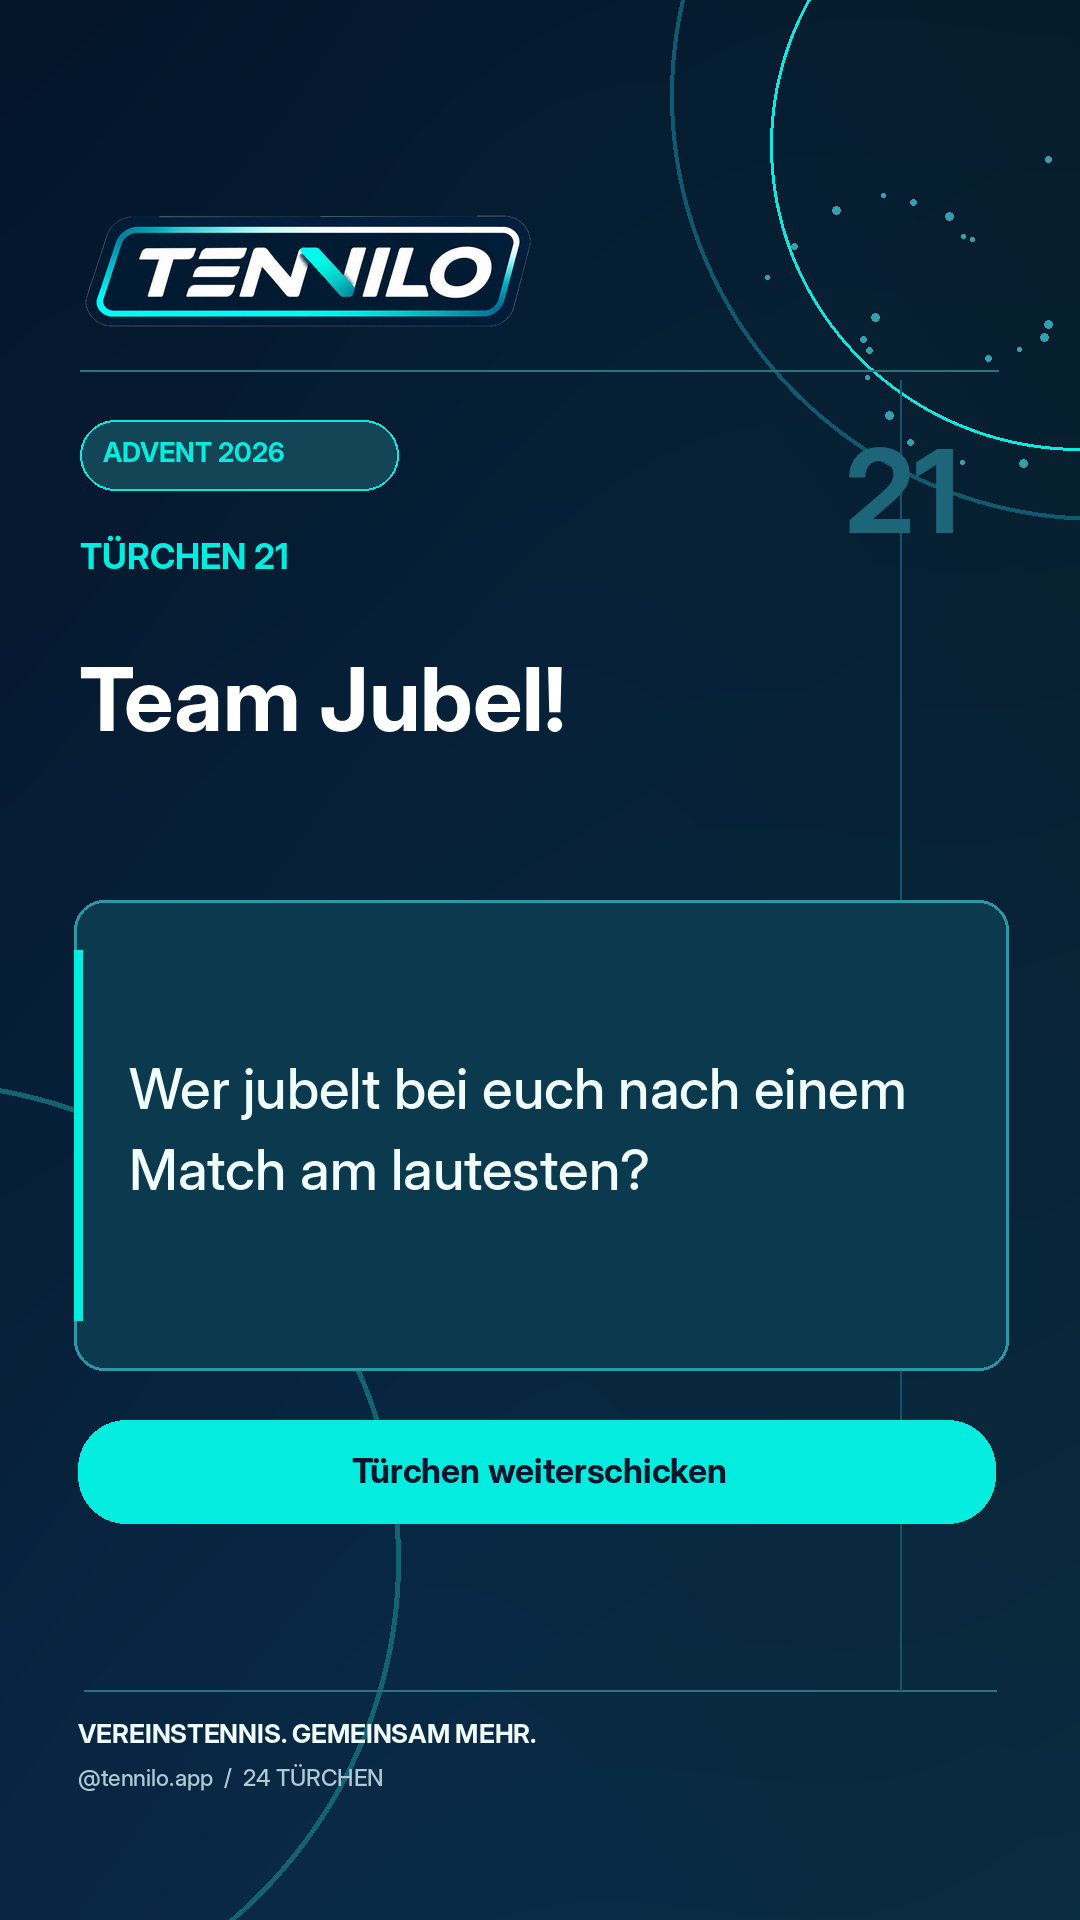 TENNILO
ADVENT 2026
21
TÜRCHEN 21
Team Jubel!
Wer jubelt bei euch nach einem
Match am lautesten?
Türchen weiterschicken
VEREINSTENNIS. GEMEINSAM MEHR.
@tennilo.app / 24 TÜRCHEN